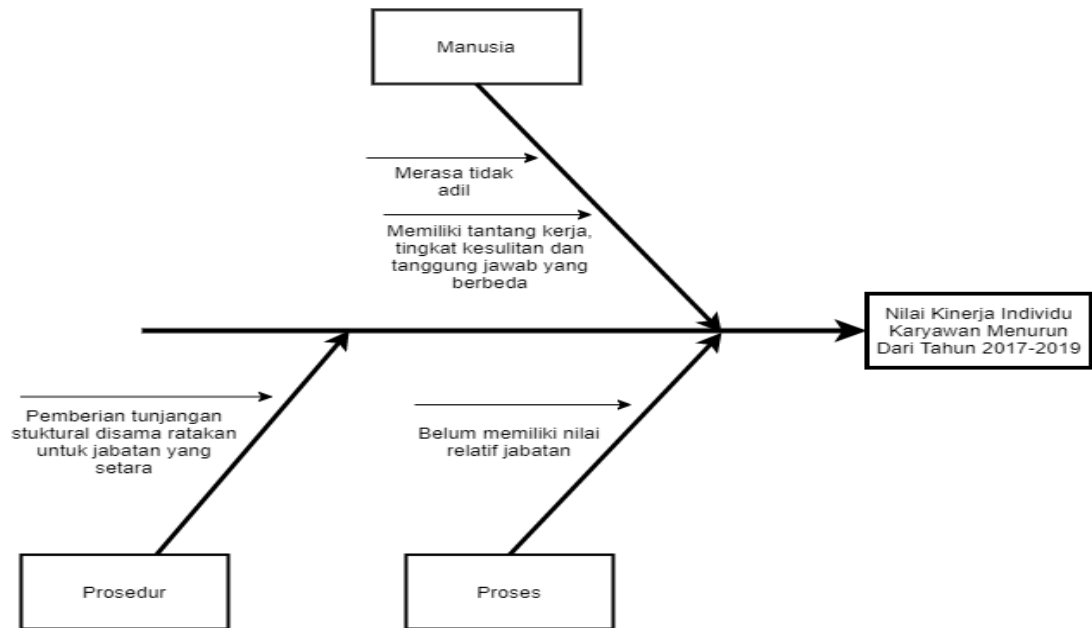 Manusia
Merasa tidak
adil
Memiliki tantang kerja,
tingkat kesulitan dan
tanggung jawab yang
berbeda
Nilai Kinerja Individu
Karyawan Menurun
Dari Tahun 2017-2019
Pemberian tunjangan
stuktural disama ratakan
untuk jabatan yang
setara
Belum memiliki nilai
relatif jabatan
Prosedur
Proses